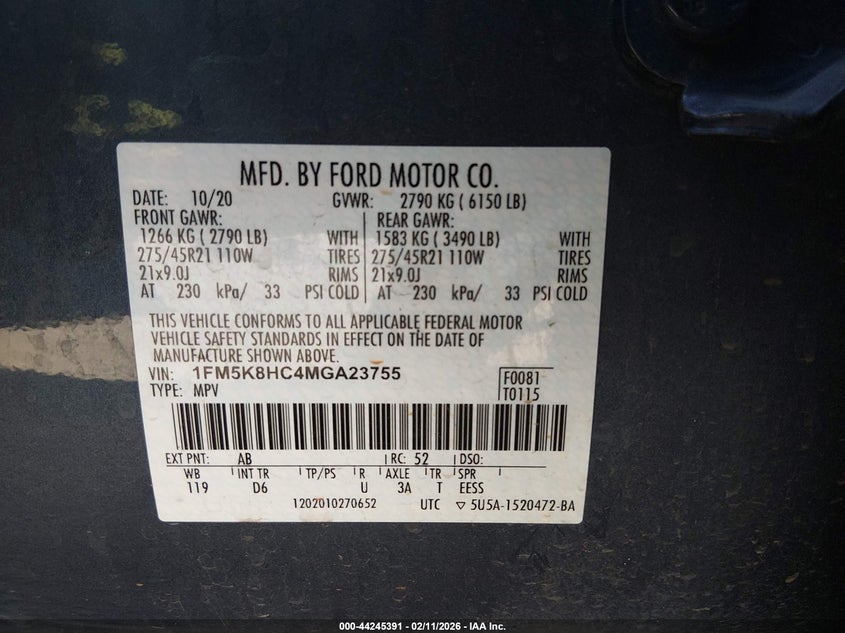 MFD. BY FORD MOTOR CO.
DATE: 10/20 GVWR: 2790 KG ( 6150 LB)
FRONT GAWR: REAR GAWR:
1266 KG ( 2790 LB) WITH 1583 KG ( 3490 LB) WITH
275/45R21 110W TIRES 275/45R21 110W TIRES
21x9.0J RIMS 21x9.0J RIMS
AT 230 kPa/ 33 PSI COLD AT 230 kPa/ 33 PSI COLD
THIS VEHICLE CONFORMS TO ALL APPLICABLE FEDERAL MOTOR
VEHICLE SAFETY STANDARDS IN EFFECT ON THE DATE OF
MANUFACTURE SHOWN ABOVE.
VIN: 1FM5K8HC4MGA23755 F0081
TYPE: MPV T0115
EXT PNT: AB RC: 52 DSO:
WB INT TR TP/PS R AXLE TR SPR
119 D6 U 3A T EESS
1202010270652 UTC ▽ 5U5A-1520472-BA
000-44245391 - 02/11/2026 - IAA Inc.